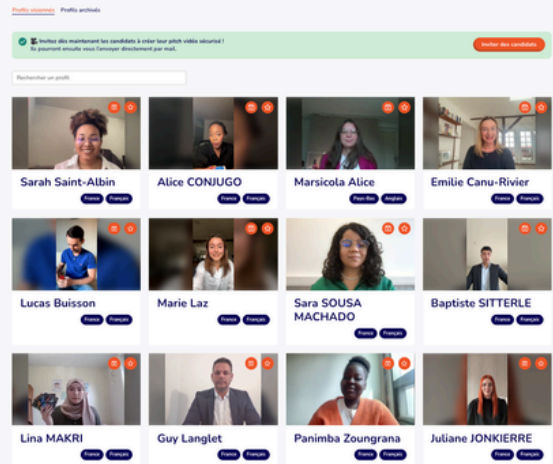 Profils visionnés Profils archivés
Invitez dès maintenant les candidats à créer leur pitch vidéo sécurisé !
Ils pourront ensuite vous l'envoyer directement par mail.
Inviter des candidats
Rechercher un profil
Sarah Saint-Albin
France Français
Alice CONJUGO
France Français
Marsicola Alice
Pays-Bas Anglais
Emilie Canu-Rivier
France Français
Lucas Buisson
France Français
Marie Laz
France Français
Sara SOUSA
MACHADO
France Français
Baptiste SITTERLE
France Français
Lina MAKRI
France Français
Guy Langlet
France Français
Panimba Zoungrana
France Français
Juliane JONKIERRE
France Français